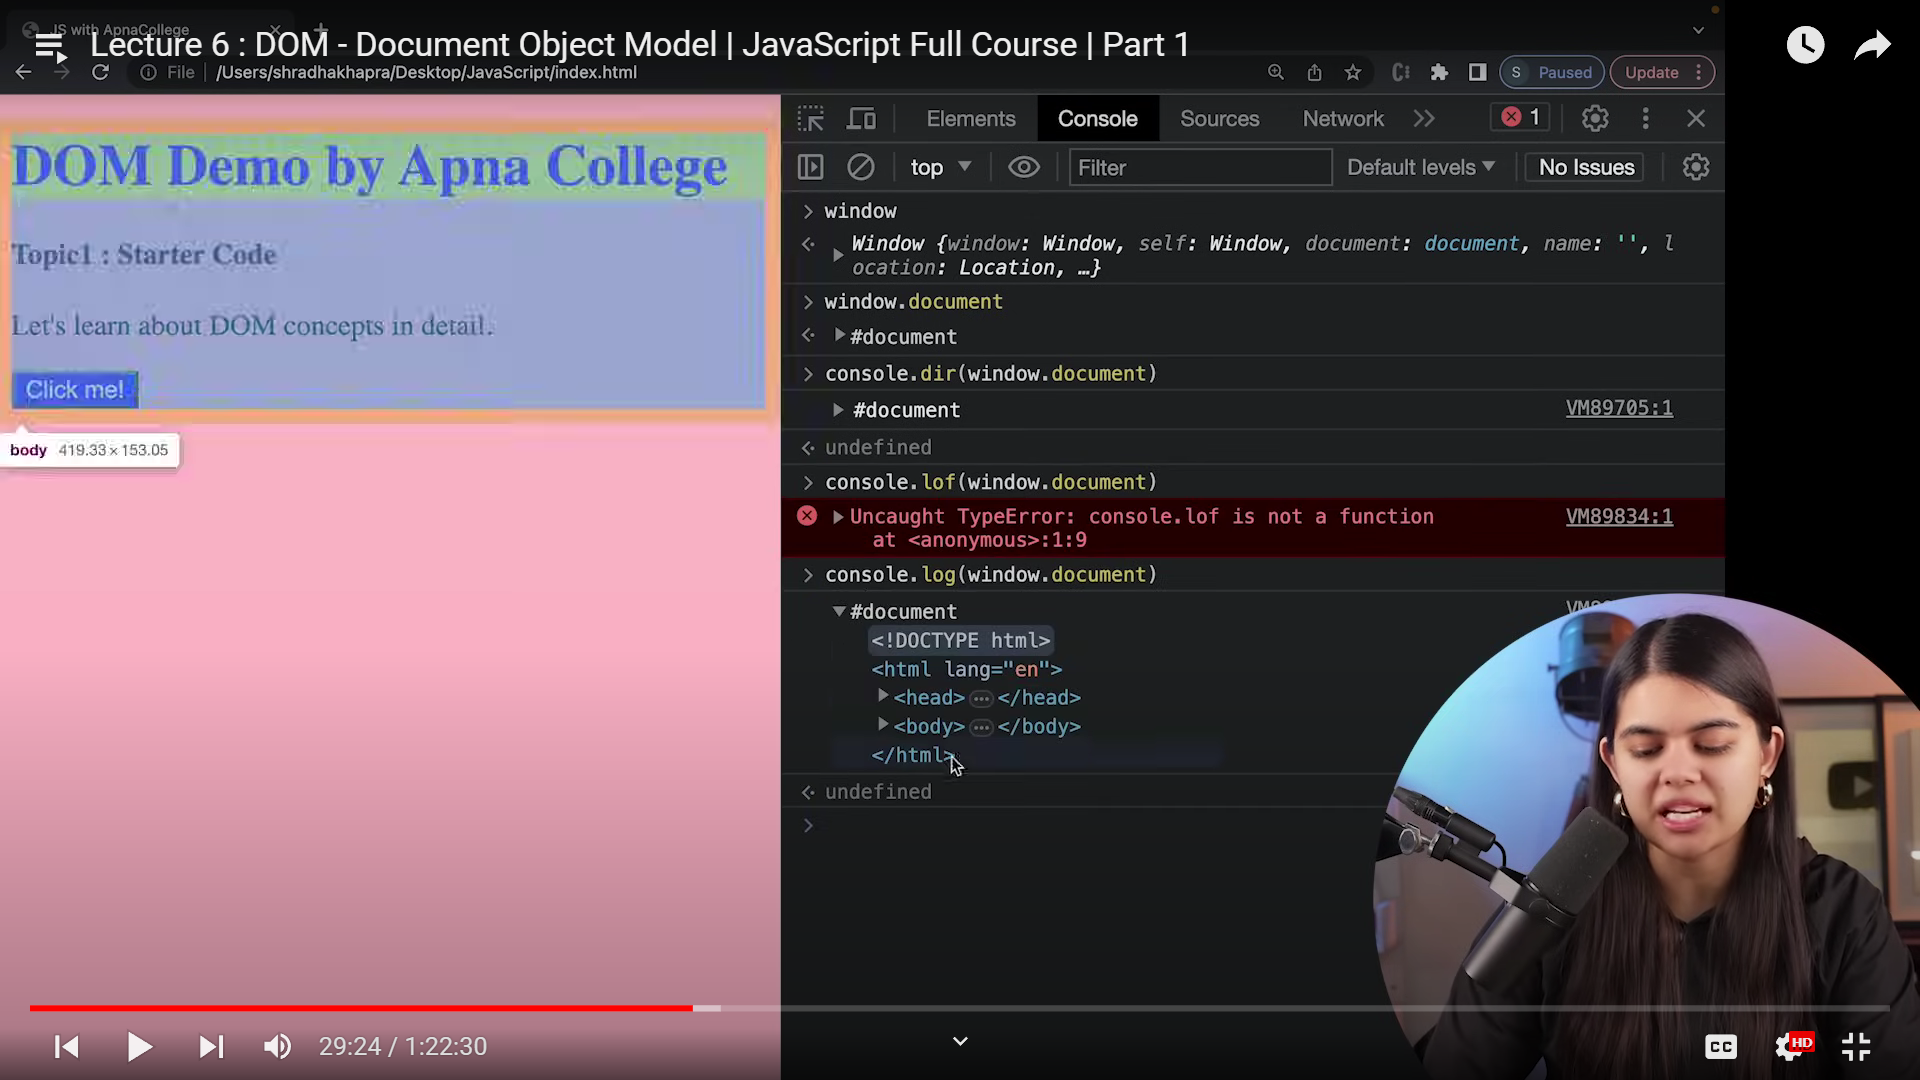 JS with ApnaCollege
Lecture 6 : DOM - Document Object Model | JavaScript Full Course | Part 1
File | /Users/shradhakhapra/Desktop/JavaScript/index.html
S Paused
Update
DOM Demo by Apna College
Topic1 : Starter Code
Let's learn about DOM concepts in detail.
Click me!
body 419.33 × 153.05
Elements Console Sources Network 1
top Filter Default levels No Issues
window
Window {window: Window, self: Window, document: document, name: '', l
ocation: Location, …}
window.document
#document
console.dir(window.document)
#document VM89705:1
undefined
console.lof(window.document)
Uncaught TypeError: console.lof is not a function VM89834:1
at <anonymous>:1:9
console.log(window.document)
#document
<!DOCTYPE html>
<html lang="en">
<head> … </head>
<body> … </body>
</html>
undefined
29:24 / 1:22:30
CC
HD